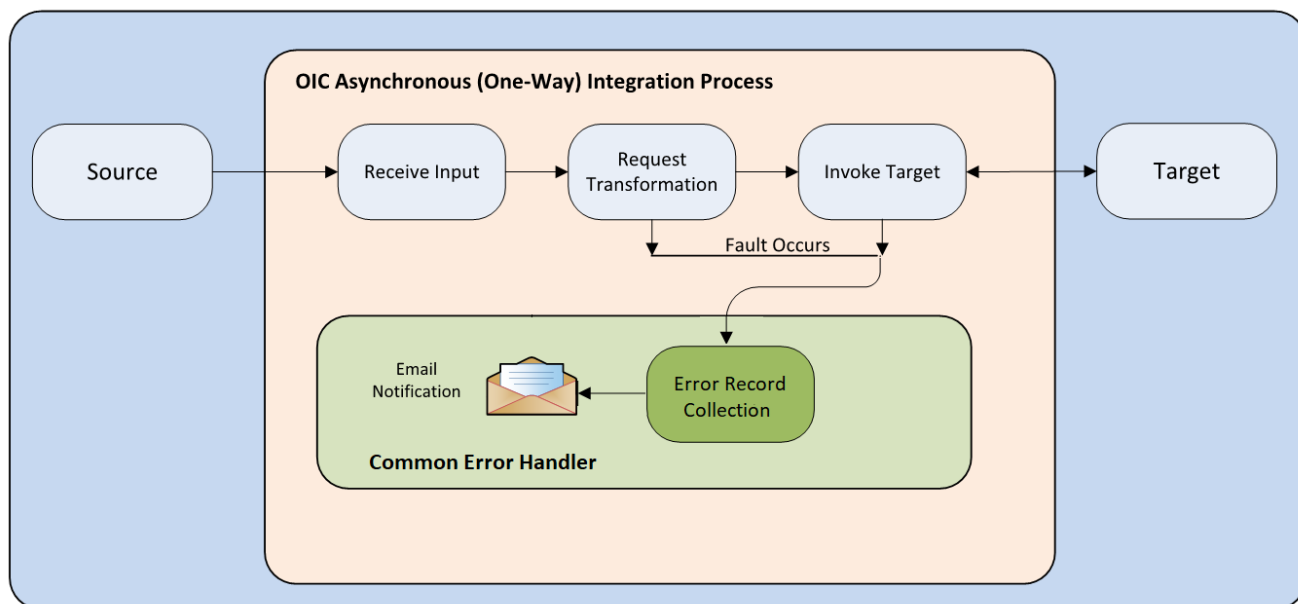 OIC Asynchronous (One-Way) Integration Process
Source
Receive Input
Request
Transformation
Invoke Target
Target
Fault Occurs
Email
Notification
Error Record
Collection
Common Error Handler